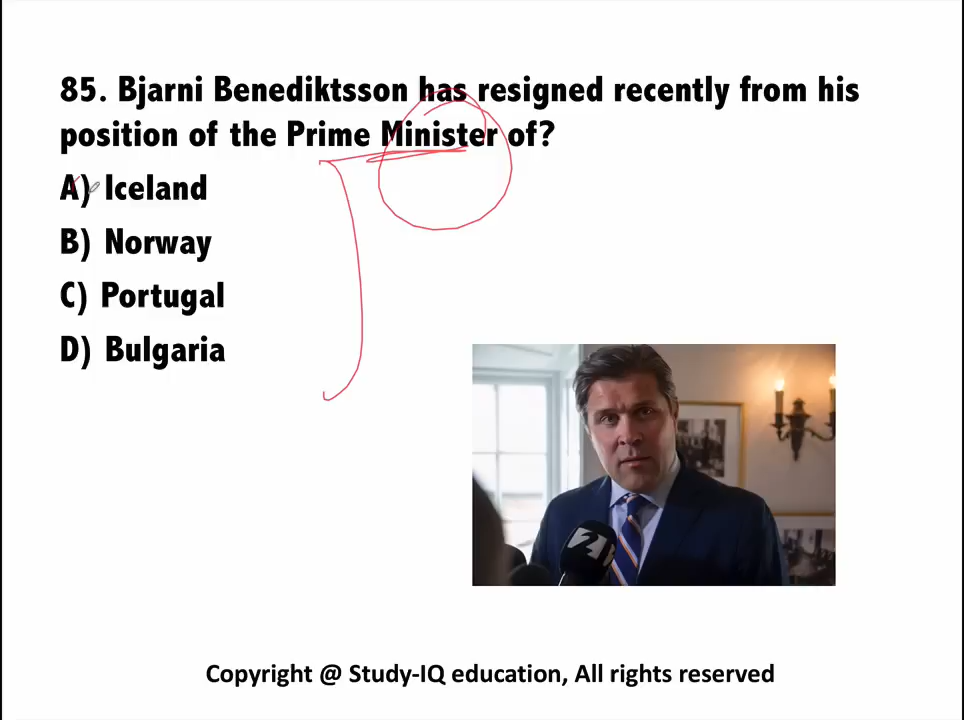 85. Bjarni Benediktsson has resigned recently from his
position of the Prime Minister of?
A) Iceland
B) Norway
C) Portugal
D) Bulgaria
2
Copyright @ Study-IQ education, All rights reserved